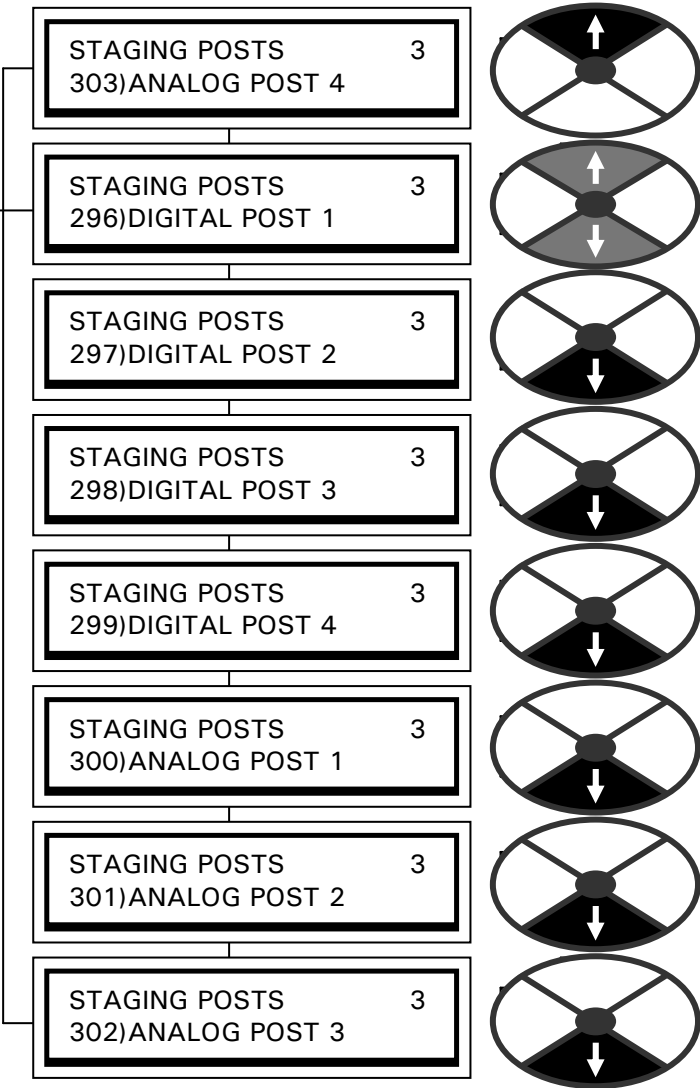 STAGING POSTS 3
303)ANALOG POST 4
STAGING POSTS 3
296)DIGITAL POST 1
STAGING POSTS 3
297)DIGITAL POST 2
STAGING POSTS 3
298)DIGITAL POST 3
STAGING POSTS 3
299)DIGITAL POST 4
STAGING POSTS 3
300)ANALOG POST 1
STAGING POSTS 3
301)ANALOG POST 2
STAGING POSTS 3
302)ANALOG POST 3